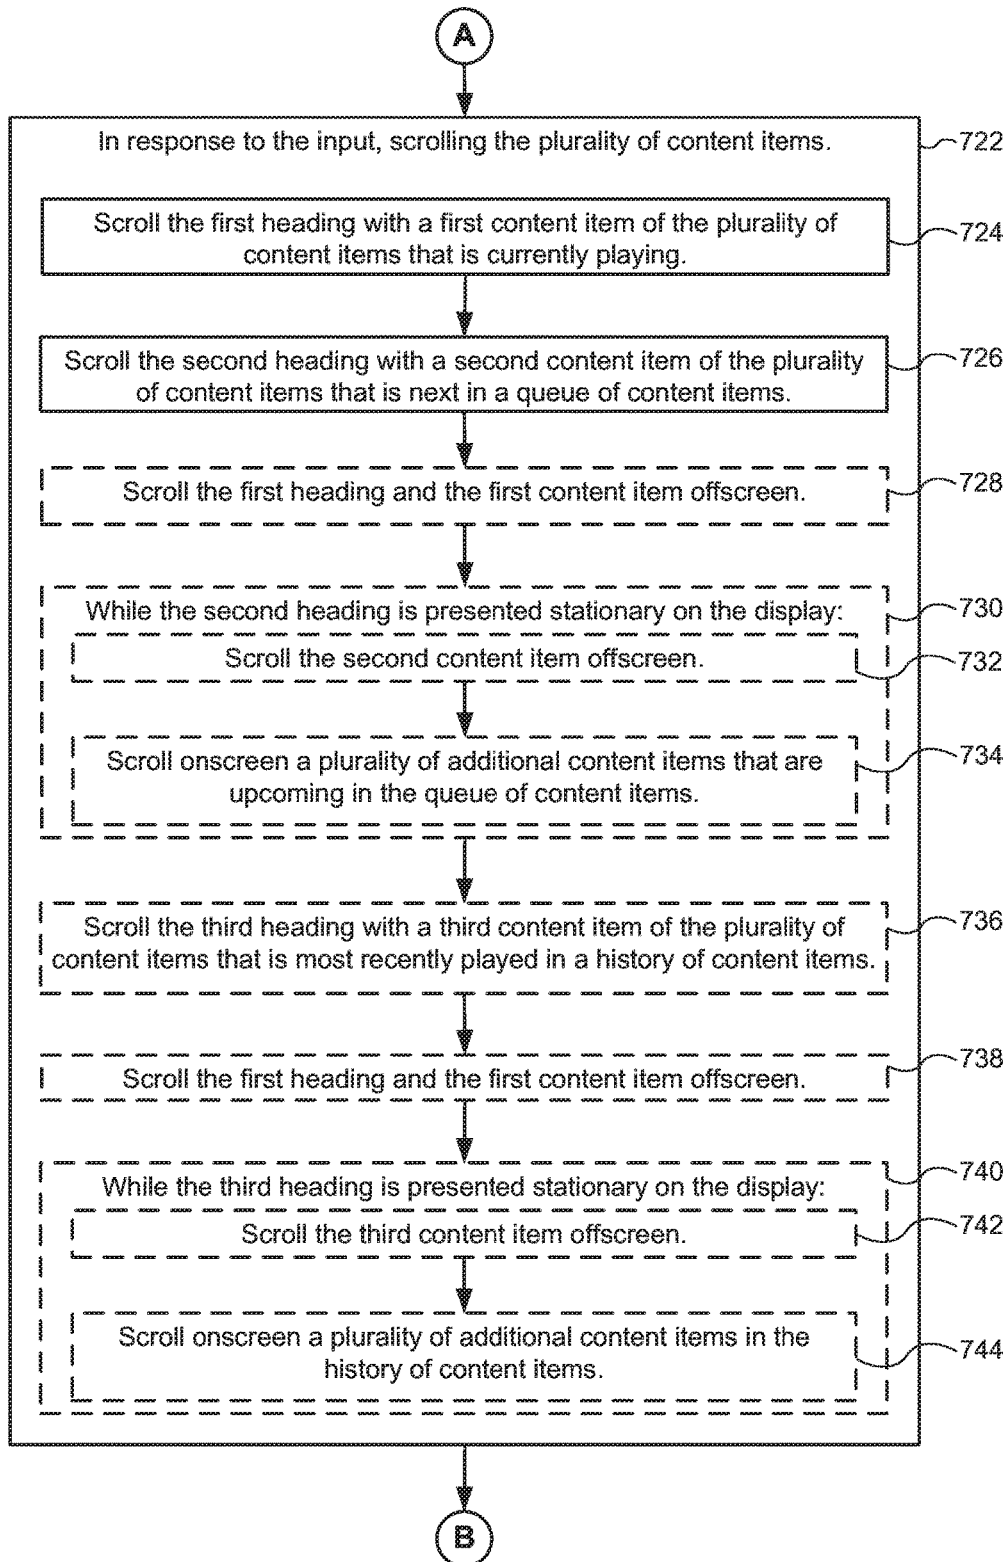 A
In response to the input, scrolling the plurality of content items.
722
Scroll the first heading with a first content item of the plurality of
content items that is currently playing.
724
Scroll the second heading with a second content item of the plurality
of content items that is next in a queue of content items.
726
Scroll the first heading and the first content item offscreen.
728
While the second heading is presented stationary on the display:
730
Scroll the second content item offscreen.
732
Scroll onscreen a plurality of additional content items that are
upcoming in the queue of content items.
734
Scroll the third heading with a third content item of the plurality of
content items that is most recently played in a history of content items.
736
Scroll the first heading and the first content item offscreen.
738
While the third heading is presented stationary on the display:
740
Scroll the third content item offscreen.
742
Scroll onscreen a plurality of additional content items in the
history of content items.
744
B